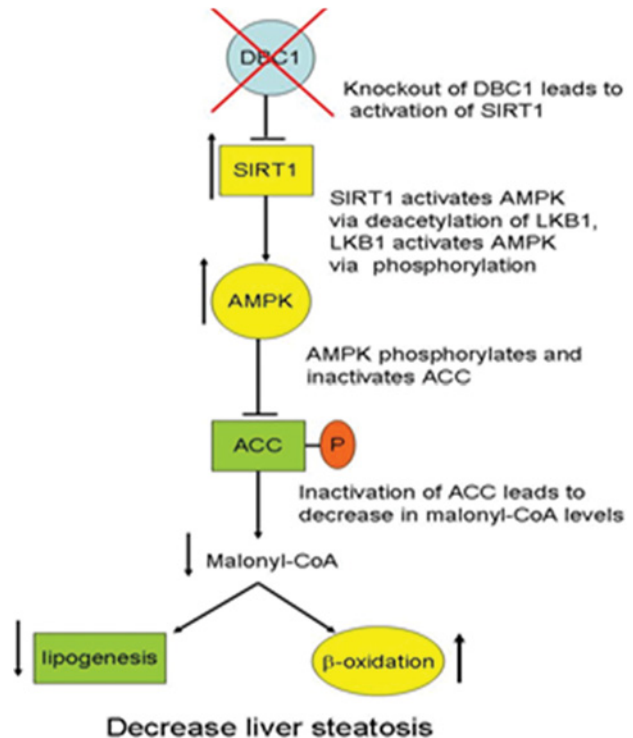 DBC1
Knockout of DBC1 leads to
activation of SIRT1
SIRT1
SIRT1 activates AMPK
via deacetylation of LKB1,
LKB1 activates AMPK
via phosphorylation
AMPK
AMPK phosphorylates and
inactivates ACC
ACC
P
Inactivation of ACC leads to
decrease in malonyl-CoA levels
Malonyl-CoA
lipogenesis
β-oxidation
Decrease liver steatosis